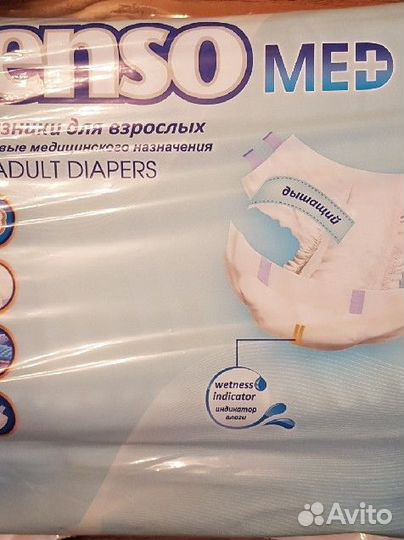 enso MED
зники для взрослых
вые медицинского назначения
ADULT DIAPERS
дышащий
wetness
indicator
индикатор
влаги
Avito